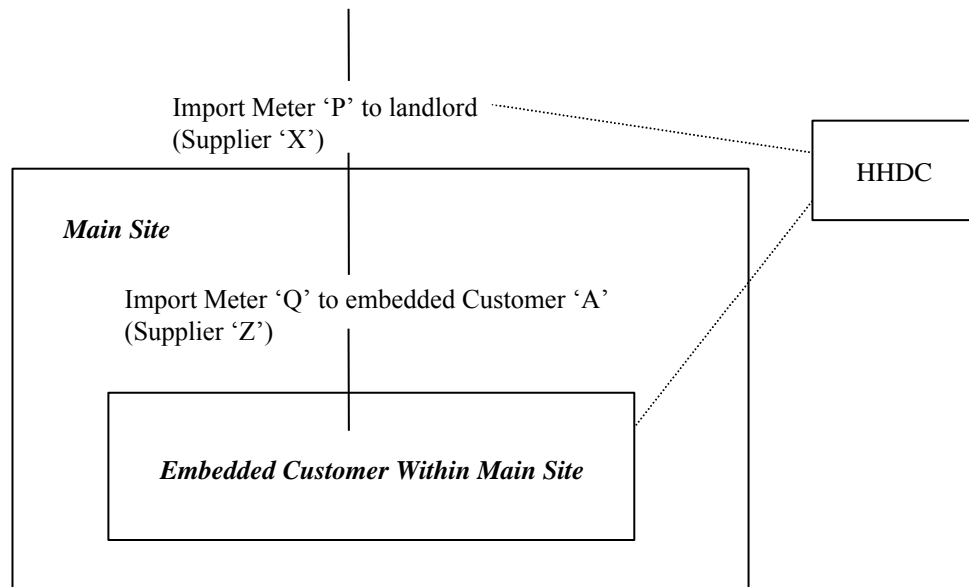 Import Meter ‘P’ to landlord
(Supplier ‘X’)
HHDC
Main Site
Import Meter ‘Q’ to embedded Customer ‘A’
(Supplier ‘Z’)
Embedded Customer Within Main Site